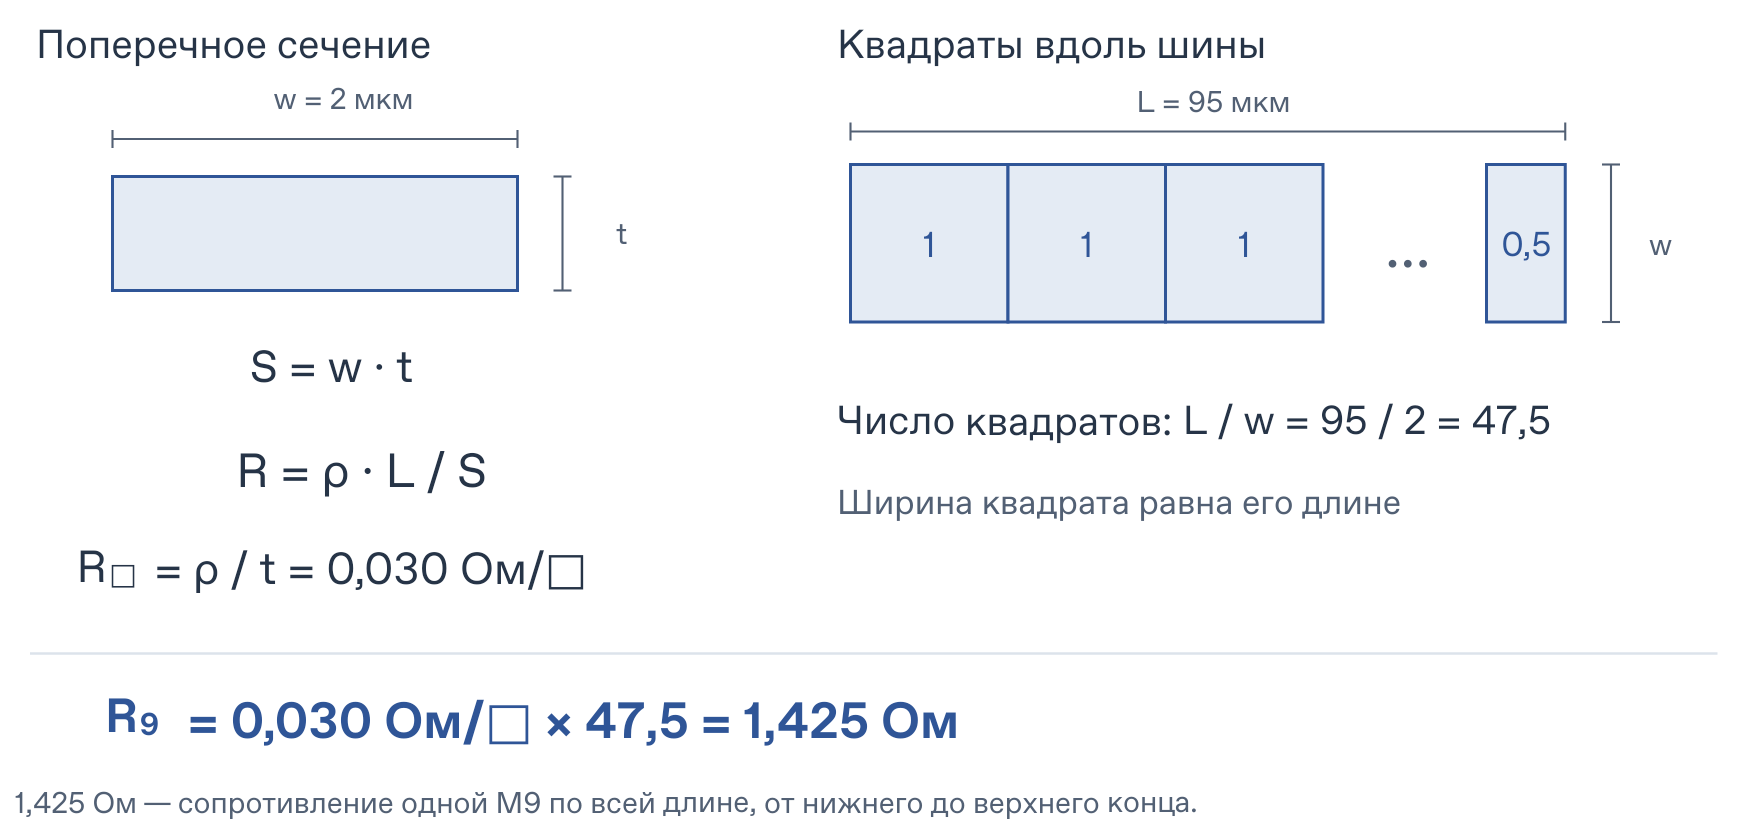 Поперечное сечение
w = 2 мкм
t
S = w · t
R = ρ · L / S
R□ = ρ / t = 0,030 Ом/□
Квадраты вдоль шины
L = 95 мкм
1 1 1 ... 0,5
w
Число квадратов: L / w = 95 / 2 = 47,5
Ширина квадрата равна его длине
R₉ = 0,030 Ом/□ × 47,5 = 1,425 Ом
1,425 Ом — сопротивление одной M9 по всей длине, от нижнего до верхнего конца.